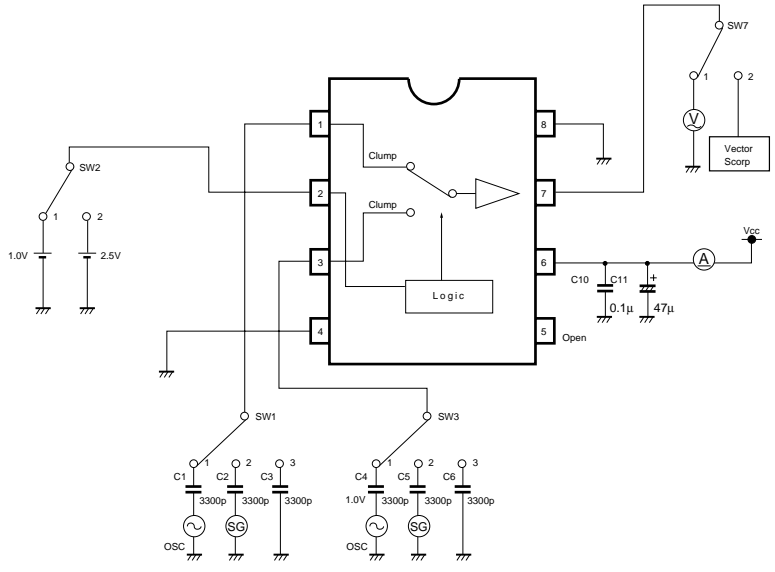 SW7
1 2
V
Vector
Scorp
1 8
Clump
SW2
2 7
1 2
Clump
1.0V 2.5V
Vcc
3 6
A
C10 C11 +
Logic
0.1μ 47μ
4 5
Open
SW1 SW3
1 2 3 1 2 3
C1 C2 C3 C4 C5 C6
3300p 3300p 3300p 1.0V 3300p 3300p 3300p
SG SG
OSC OSC